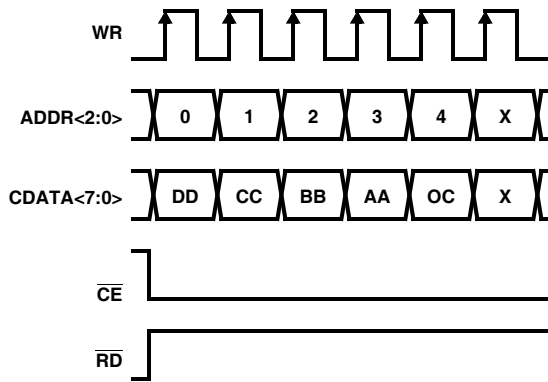 WR
ADDR<2:0> 0 1 2 3 4 X
CDATA<7:0> DD CC BB AA OC X
CE
RD